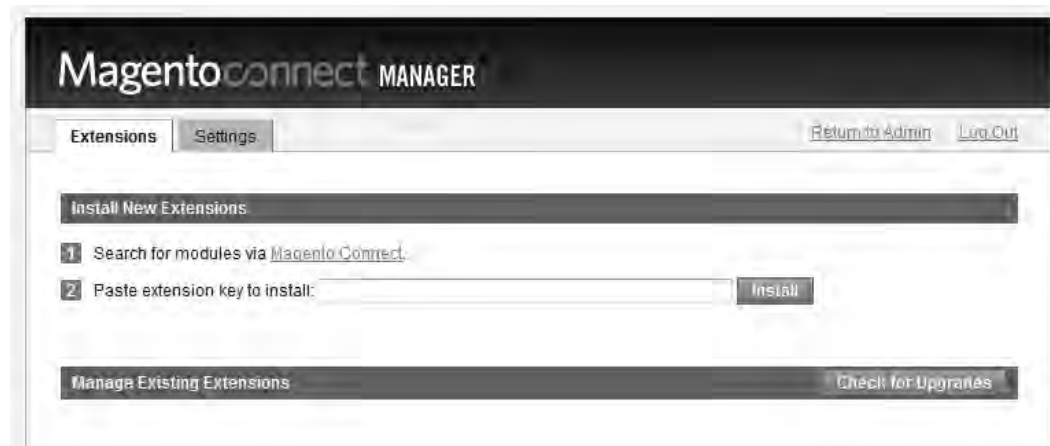 Magentoconnect MANAGER
Extensions Settings Return to Admin Log Out
Install New Extensions
1 Search for modules via Magento Connect.
2 Paste extension key to install: Install
Manage Existing Extensions Check for Upgrades